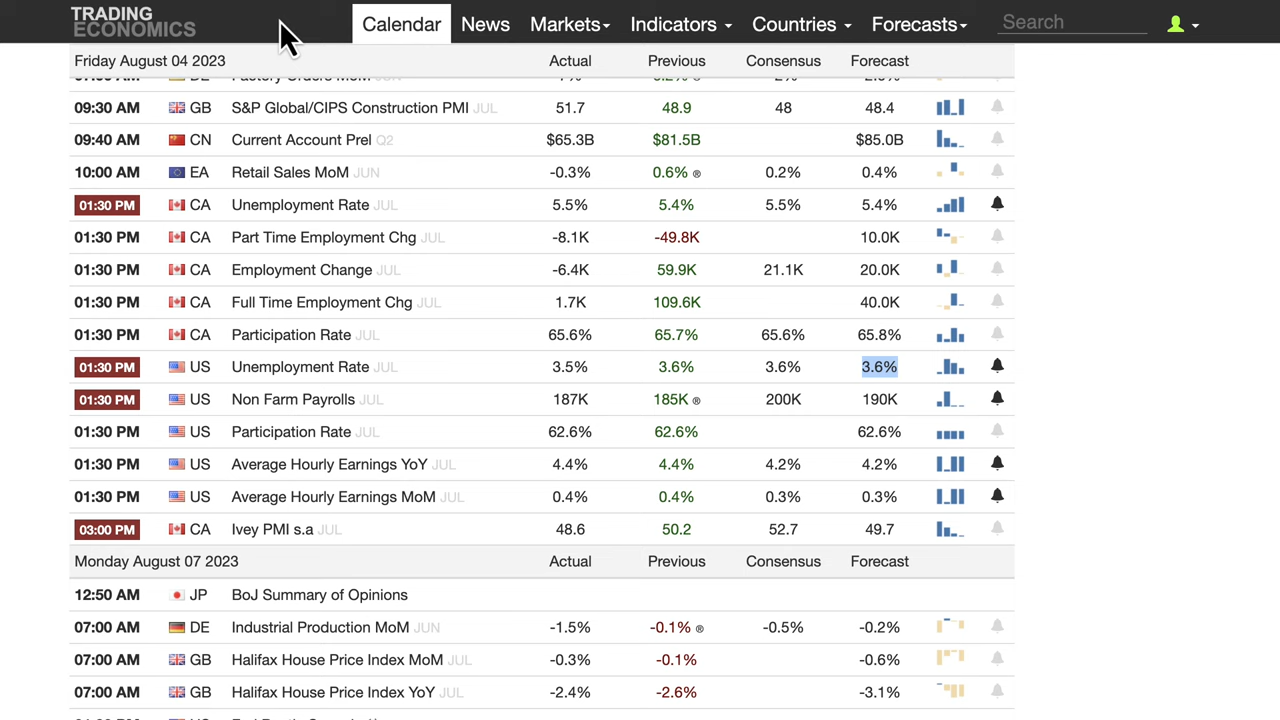 TRADING
ECONOMICS
Calendar News Markets Indicators Countries Forecasts Search
Friday August 04 2023 Actual Previous Consensus Forecast
09:30 AM GB S&P Global/CIPS Construction PMI JUL 51.7 48.9 48 48.4
09:40 AM CN Current Account Prel Q2 $65.3B $81.5B $85.0B
10:00 AM EA Retail Sales MoM JUN -0.3% 0.6% ® 0.2% 0.4%
01:30 PM CA Unemployment Rate JUL 5.5% 5.4% 5.5% 5.4%
01:30 PM CA Part Time Employment Chg JUL -8.1K -49.8K 10.0K
01:30 PM CA Employment Change JUL -6.4K 59.9K 21.1K 20.0K
01:30 PM CA Full Time Employment Chg JUL 1.7K 109.6K 40.0K
01:30 PM CA Participation Rate JUL 65.6% 65.7% 65.6% 65.8%
01:30 PM US Unemployment Rate JUL 3.5% 3.6% 3.6% 3.6%
01:30 PM US Non Farm Payrolls JUL 187K 185K ® 200K 190K
01:30 PM US Participation Rate JUL 62.6% 62.6% 62.6%
01:30 PM US Average Hourly Earnings YoY JUL 4.4% 4.4% 4.2% 4.2%
01:30 PM US Average Hourly Earnings MoM JUL 0.4% 0.4% 0.3% 0.3%
03:00 PM CA Ivey PMI s.a JUL 48.6 50.2 52.7 49.7
Monday August 07 2023 Actual Previous Consensus Forecast
12:50 AM JP BoJ Summary of Opinions
07:00 AM DE Industrial Production MoM JUN -1.5% -0.1% ® -0.5% -0.2%
07:00 AM GB Halifax House Price Index MoM JUL -0.3% -0.1% -0.6%
07:00 AM GB Halifax House Price Index YoY JUL -2.4% -2.6% -3.1%